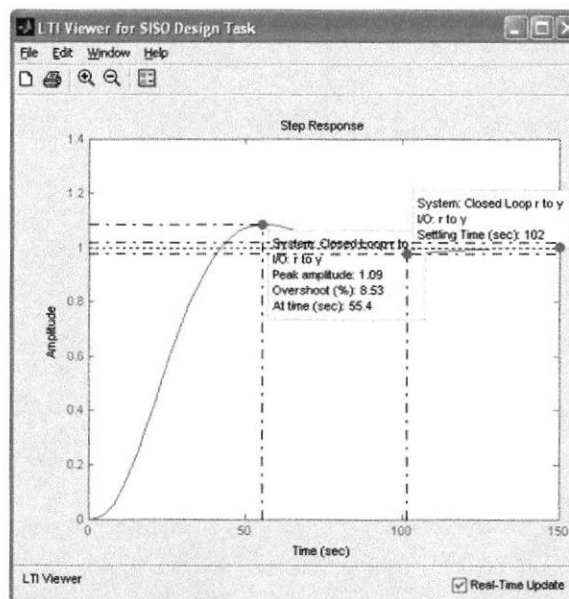 LTI Viewer for SISO Design Task
File Edit Window Help
Step Response
1.4
1.2
1
0.8
0.6
0.4
0.2
0
Amplitude
System: Closed Loop r to y
I/O: r to y
Settling Time (sec): 102
System: Closed Loop r to
I/O: r to y
Peak amplitude: 1.09
Overshoot (%): 8.53
At time (sec): 55.4
0 50 100 150
Time (sec)
LTI Viewer
Real-Time Update